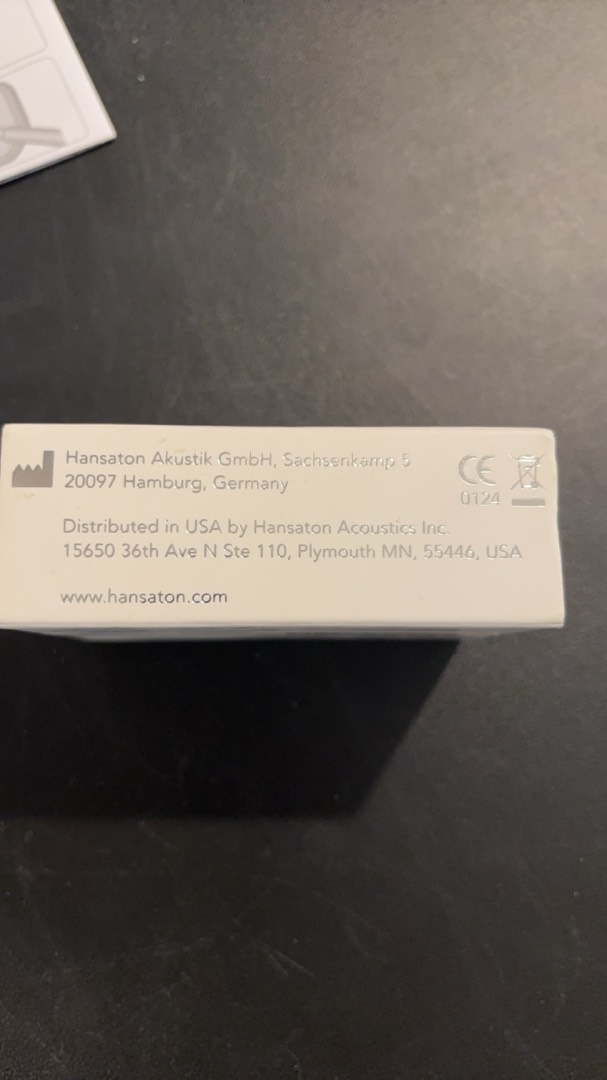 Hansaton Akustik GmbH, Sachsenkamp 5
20097 Hamburg, Germany
CE
0124
Distributed in USA by Hansaton Acoustics Inc.
15650 36th Ave N Ste 110, Plymouth MN, 55446, USA
www.hansaton.com